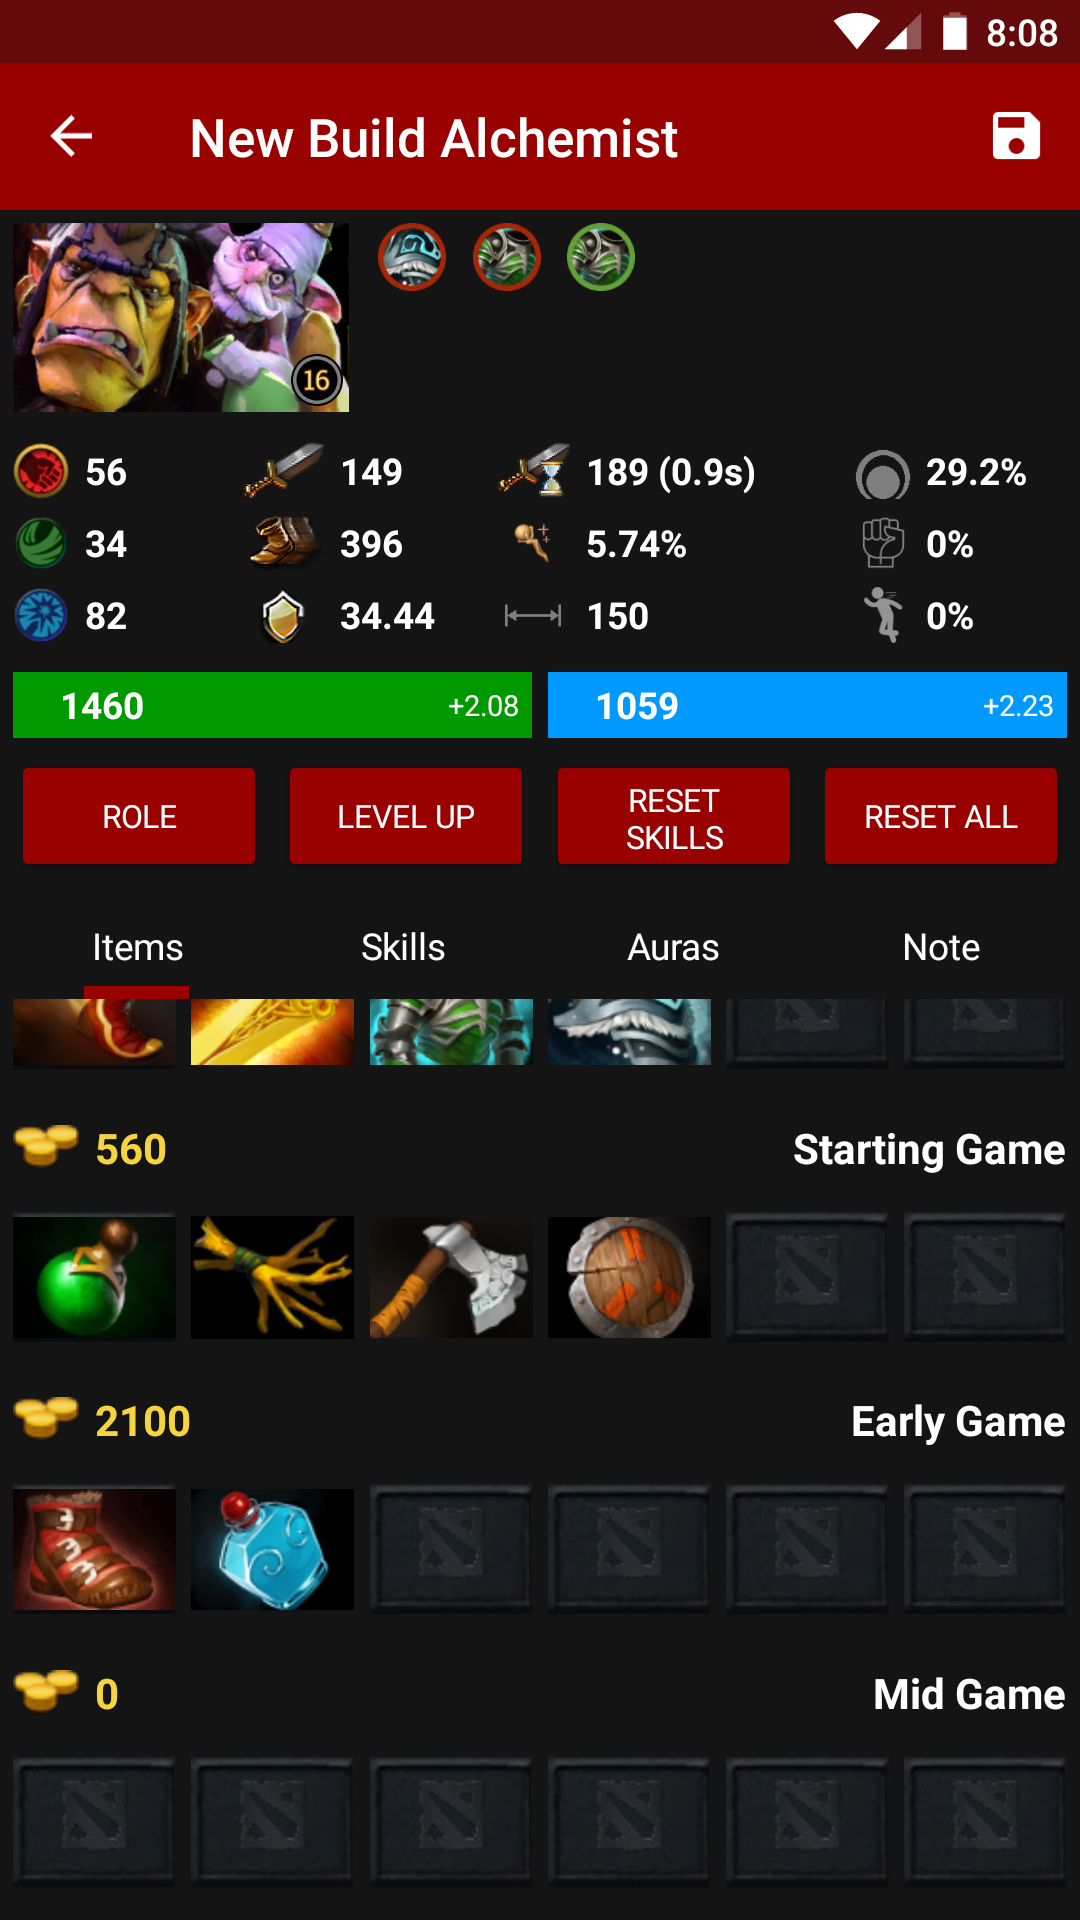 8:08
New Build Alchemist
16
56 149 189 (0.9s) 29.2%
34 396 5.74% 0%
82 34.44 150 0%
1460 +2.08 1059 +2.23
ROLE LEVEL UP RESET SKILLS RESET ALL
Items Skills Auras Note
560 Starting Game
2100 Early Game
0 Mid Game